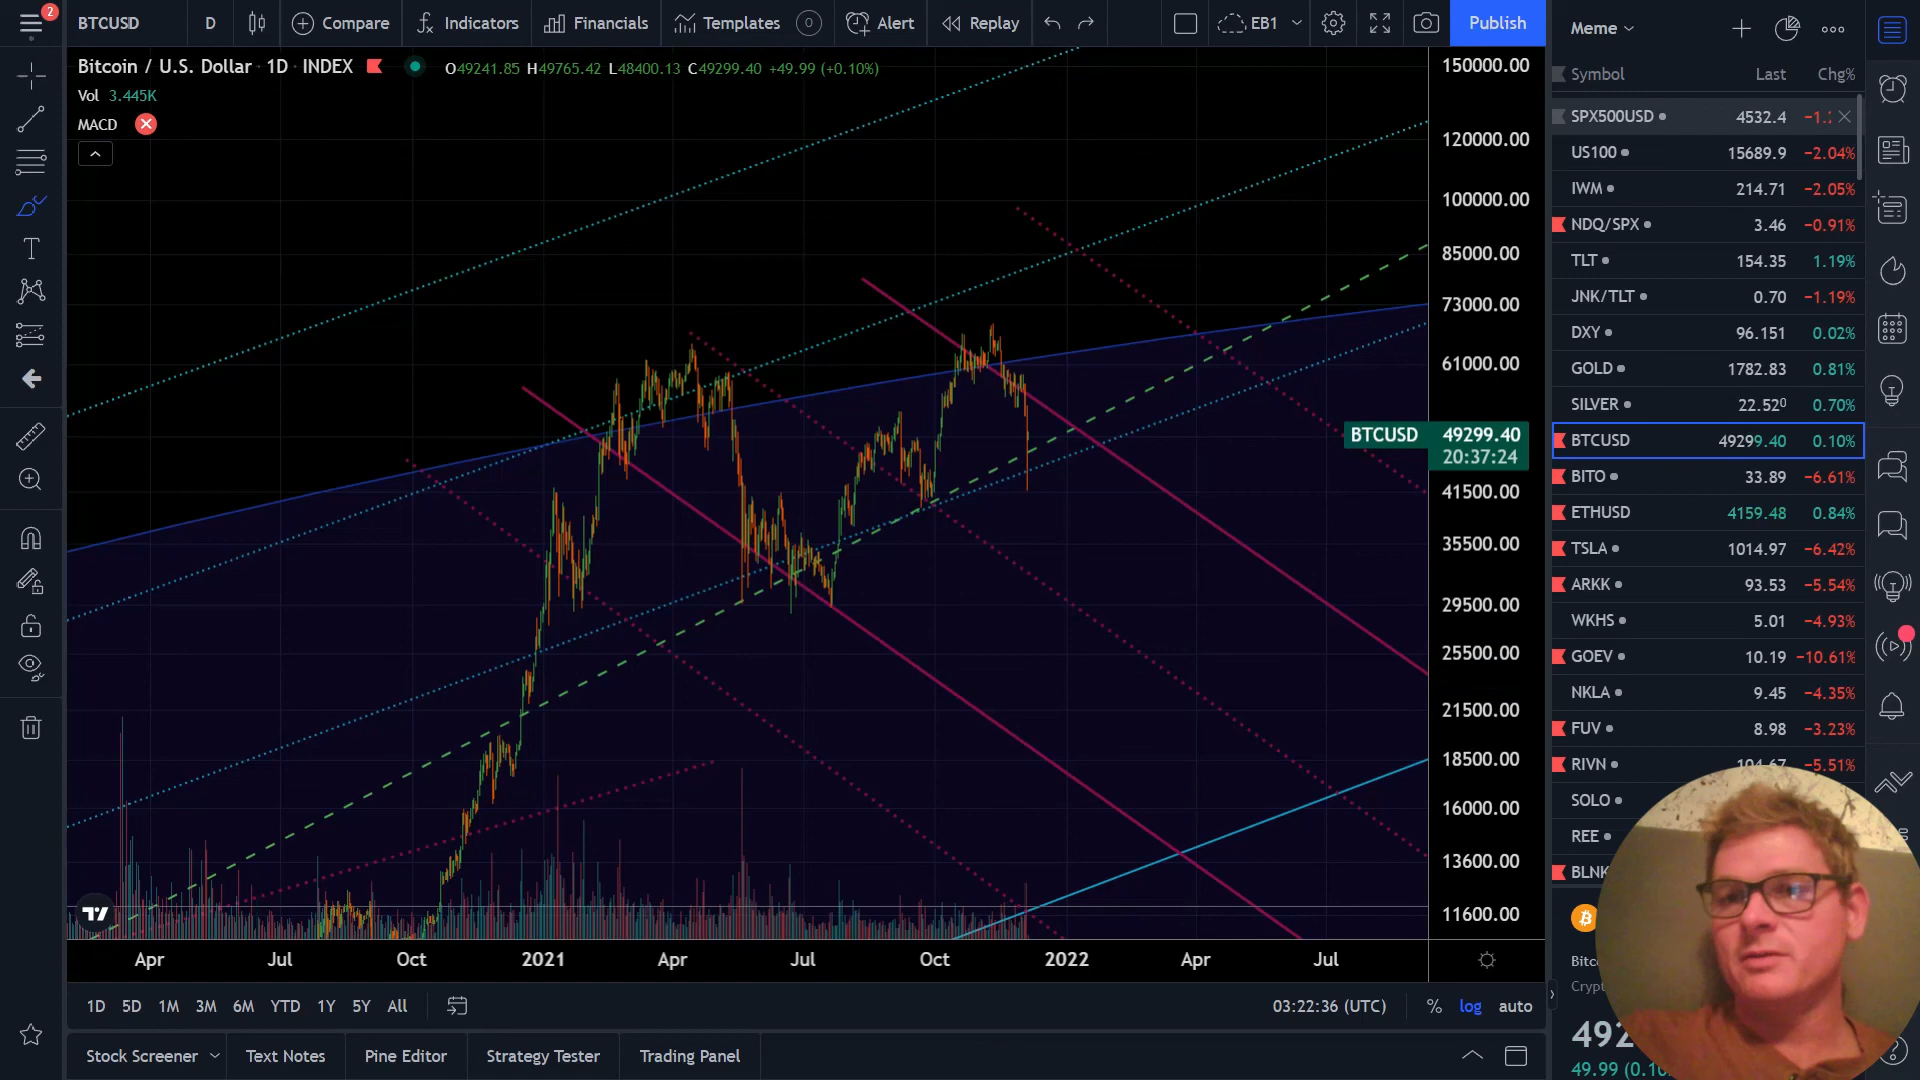 2
BTCUSD
D
Compare
Indicators
Financials
Templates
Alert
Replay
EB1
Publish
Bitcoin / U.S. Dollar · 1D · INDEX
O49241.85 H49765.42 L48400.13 C49299.40 +49.99 (+0.10%)
Vol 3.445K
MACD
150000.00
120000.00
100000.00
85000.00
73000.00
61000.00
BTCUSD 49299.40
20:37:24
41500.00
35500.00
29500.00
25500.00
21500.00
18500.00
16000.00
13600.00
11600.00
Apr Jul Oct 2021 Apr Jul Oct 2022 Apr Jul
1D 5D 1M 3M 6M YTD 1Y 5Y All
03:22:36 (UTC) % log auto
Stock Screener Text Notes Pine Editor Strategy Tester Trading Panel
Meme
Symbol Last Chg%
SPX500USD 4532.4
US100 15689.9 −2.04%
IWM 214.71 −2.05%
NDQ/SPX 3.46 −0.91%
TLT 154.35 1.19%
JNK/TLT 0.70 −1.19%
DXY 96.151 0.02%
GOLD 1782.83 0.81%
SILVER 22.520 0.70%
BTCUSD 49299.40 0.10%
BITO 33.89 −6.61%
ETHUSD 4159.48 0.84%
TSLA 1014.97 −6.42%
ARKK 93.53 −5.54%
WKHS 5.01 −4.93%
GOEV 10.19 −10.61%
NKLA 9.45 −4.35%
FUV 8.98 −3.23%
RIVN 104.67 −5.51%
SOLO
REE
BLNK
49.99